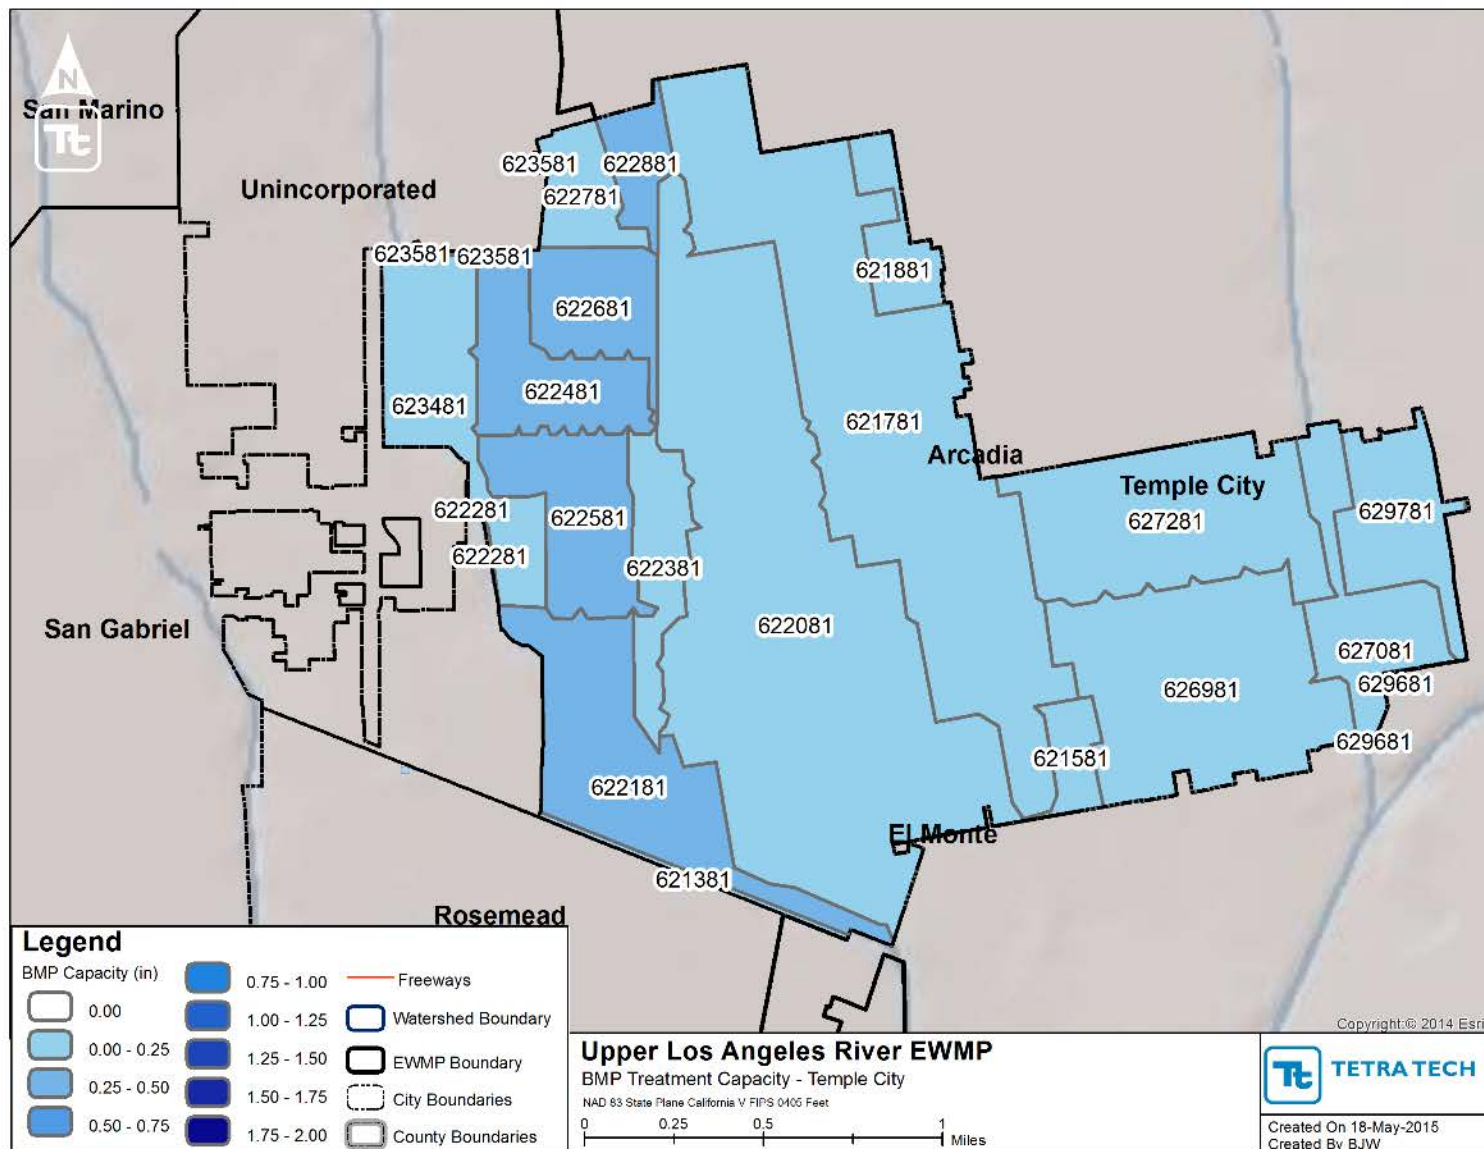 N
San Marino
Tt
Unincorporated
623581
622881
622781
623581
623581
621881
622681
622481
623481
621781
Arcadia
Temple City
627281
629781
622281
622581
622281
622381
San Gabriel
622081
627081
629681
626981
629681
621581
622181
El Monte
621381
Rosemead
Legend
BMP Capacity (in)
0.00
0.00 - 0.25
0.25 - 0.50
0.50 - 0.75
0.75 - 1.00
1.00 - 1.25
1.25 - 1.50
1.50 - 1.75
1.75 - 2.00
Freeways
Watershed Boundary
EWMP Boundary
City Boundaries
County Boundaries
Copyright:© 2014 Esri
Upper Los Angeles River EWMP
BMP Treatment Capacity - Temple City
NAD 83 State Plane California V FIPS 0405 Feet
0 0.25 0.5 1
Miles
Tt TETRA TECH
Created On 18-May-2015
Created By BJW